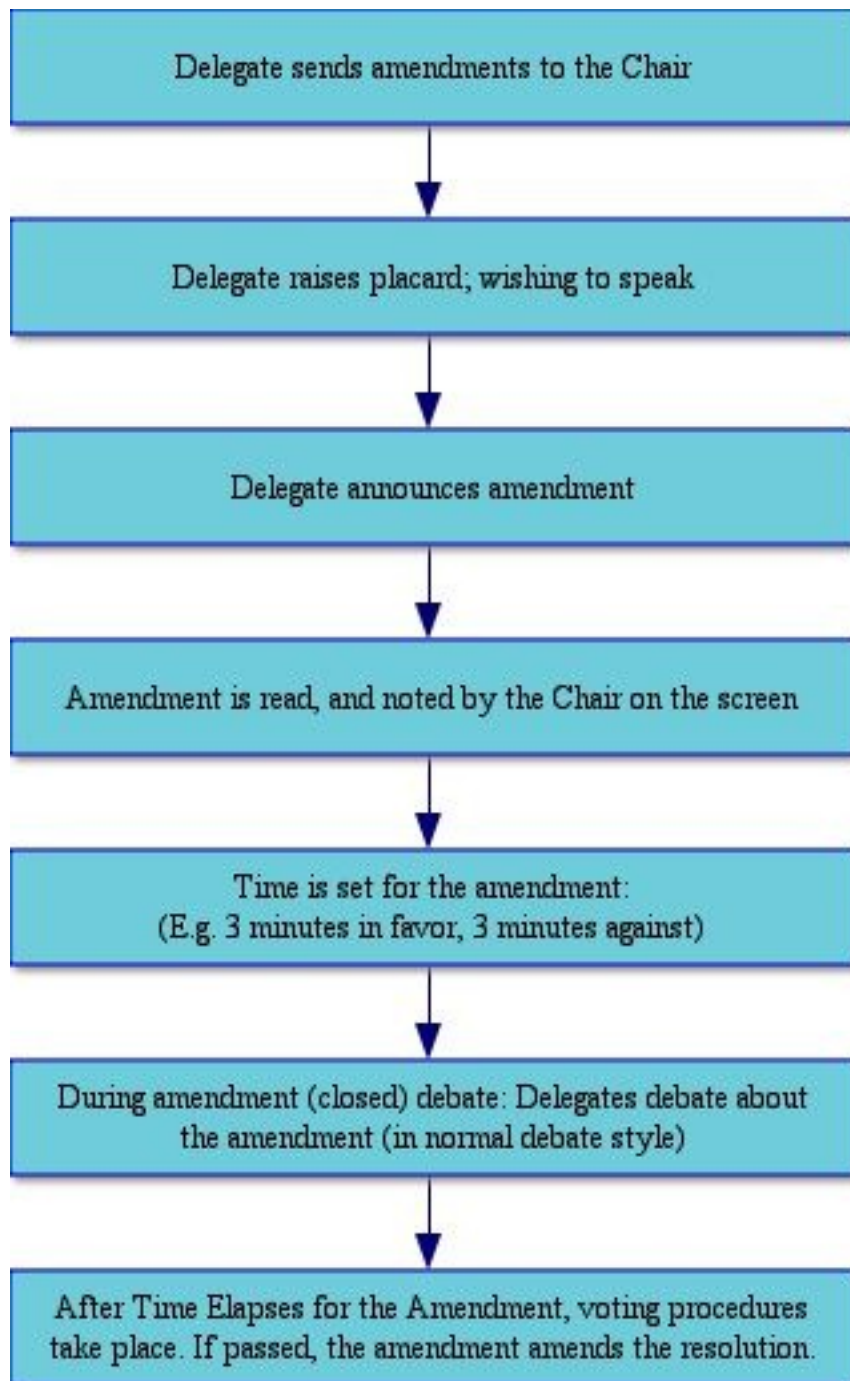 Delegate sends amendments to the Chair
Delegate raises placard; wishing to speak
Delegate announces amendment
Amendment is read, and noted by the Chair on the screen
Time is set for the amendment:
(E.g. 3 minutes in favor, 3 minutes against)
During amendment (closed) debate: Delegates debate about
the amendment (in normal debate style)
After Time Elapses for the Amendment, voting procedures
take place. If passed, the amendment amends the resolution.